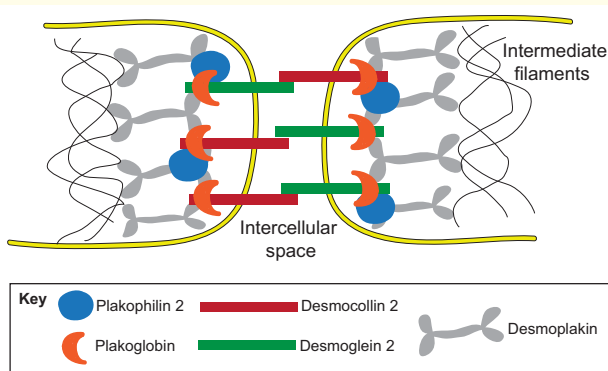 Intermediate
filaments
Intercellular
space
Key
Plakophilin 2
Desmocollin 2
Desmoplakin
Plakoglobin
Desmoglein 2